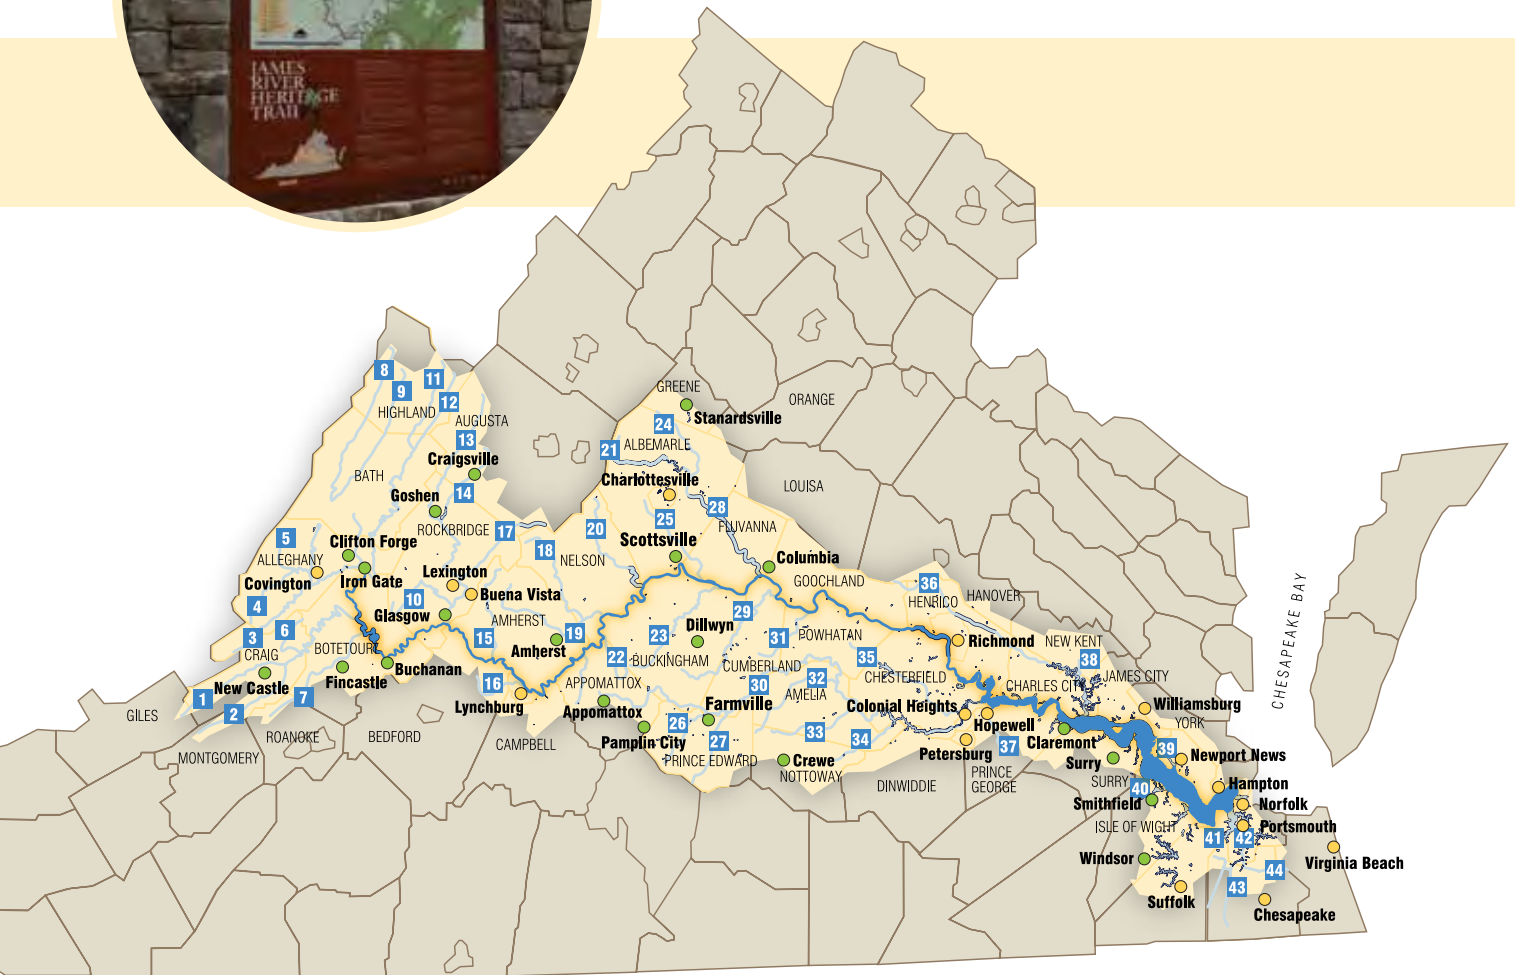 JAMES
RIVER
HERITAGE
TRAIL
GREENE
Stanardsville
ORANGE
8
9
11
12
HIGHLAND
AUGUSTA
13
Craigsville
24
21
ALBEMARLE
BATH
Charlottesville
LOUISA
Goshen
14
28
25
FLUVANNA
ROCKBRIDGE
17
20
5
Clifton Forge
18
Scottsville
ALLEGHANY
NELSON
Columbia
Covington
Iron Gate
Lexington
GOOCHLAND
36
Buena Vista
HENRICO
HANOVER
4
10
Glasgow
29
CHESAPEAKE BAY
AMHERST
Dillwyn
3
6
15
19
23
31
POWHATAN
Richmond
NEW KENT
CRAIG
BOTETOURT
Amherst
22
BUCKINGHAM
CUMBERLAND
35
38
Buchanan
CHESTERFIELD
JAMES CITY
New Castle
Fincastle
16
APPOMATTOX
30
32
CHARLES CITY
1
7
AMELIA
2
Lynchburg
Appomattox
Farmville
Colonial Heights
Williamsburg
GILES
26
Hopewell
YORK
ROANOKE
BEDFORD
CAMPBELL
Pamplin City
27
33
34
Petersburg
37
Claremont
39
MONTGOMERY
PRINCE EDWARD
Crewe
Surry
Newport News
NOTTOWAY
DINWIDDIE
PRINCE
GEORGE
SURRY
40
Hampton
Smithfield
Norfolk
ISLE OF WIGHT
41
42
Portsmouth
Windsor
Virginia Beach
44
43
Suffolk
Chesapeake